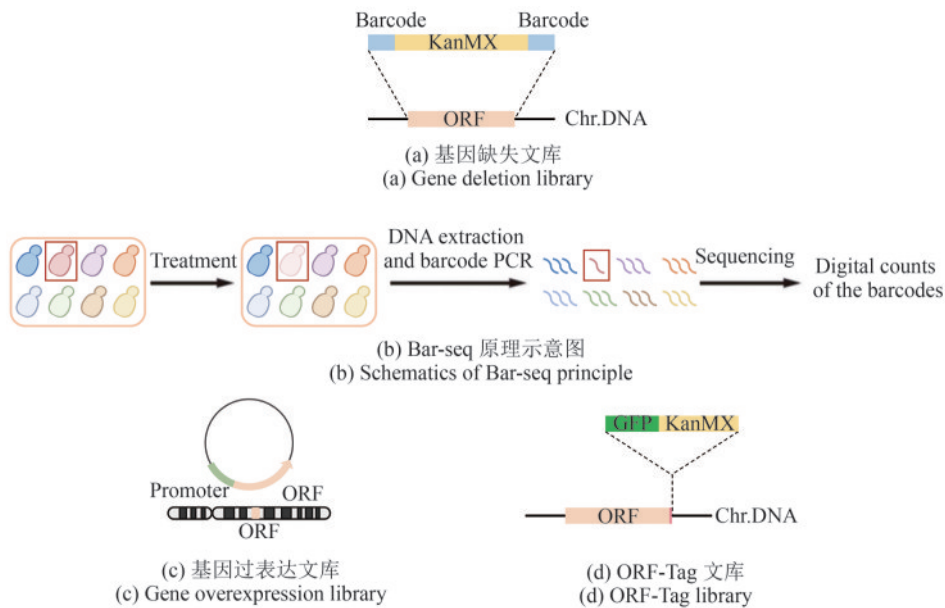 Barcode Barcode
KanMX
ORF Chr.DNA
(a) 基因缺失文库
(a) Gene deletion library
Treatment
DNA extraction
and barcode PCR
Sequencing
Digital counts
of the barcodes
(b) Bar-seq 原理示意图
(b) Schematics of Bar-seq principle
Promoter
ORF
ORF
(c) 基因过表达文库
(c) Gene overexpression library
GFP KanMX
ORF Chr.DNA
(d) ORF-Tag 文库
(d) ORF-Tag library